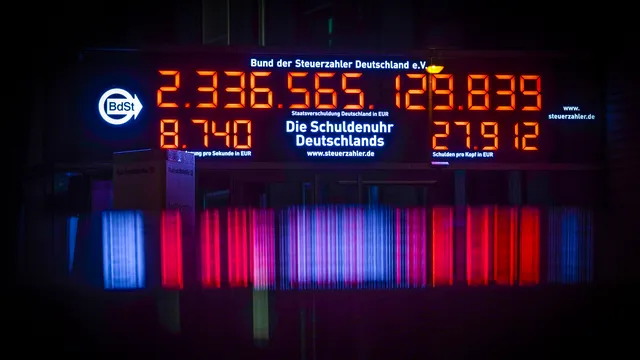 Bund der Steuerzahler Deutschland e.V.
BdSt
2.336.565.129.839
www.
steuerzahler.de
Staatsverschuldung Deutschland in EUR
8.740
Die Schuldenuhr
Deutschlands
www.steuerzahler.de
27.912
pro Sekunde in EUR
Schulden pro Kopf in EUR